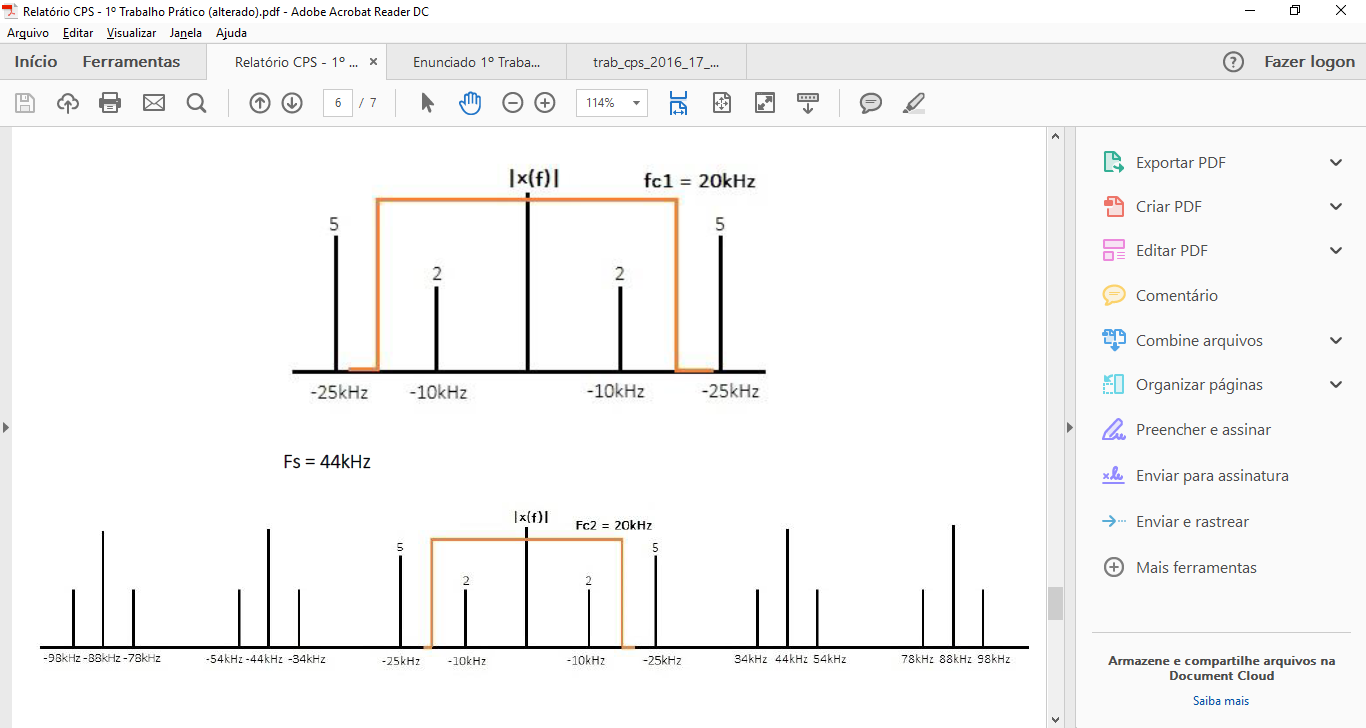 Relatório CPS - 1º Trabalho Prático (alterado).pdf - Adobe Acrobat Reader DC
Arquivo Editar Visualizar Janela Ajuda
Início Ferramentas Relatório CPS - 1º ... × Enunciado 1º Traba... trab_cps_2016_17_... ? Fazer logon
6 / 7 114%
|x(f)| fc1 = 20kHz
5 5
2 2
-25kHz -10kHz -10kHz -25kHz
Fs = 44kHz
|x(f)| Fc2 = 20kHz
5 5
2 2
-98kHz -88kHz -78kHz -54kHz -44kHz -34kHz -25kHz -10kHz -10kHz -25kHz 34kHz 44kHz 54kHz 78kHz 88kHz 98kHz
Exportar PDF
Criar PDF
Editar PDF
Comentário
Combine arquivos
Organizar páginas
Preencher e assinar
Enviar para assinatura
Enviar e rastrear
Mais ferramentas
Armazene e compartilhe arquivos na
Document Cloud
Saiba mais